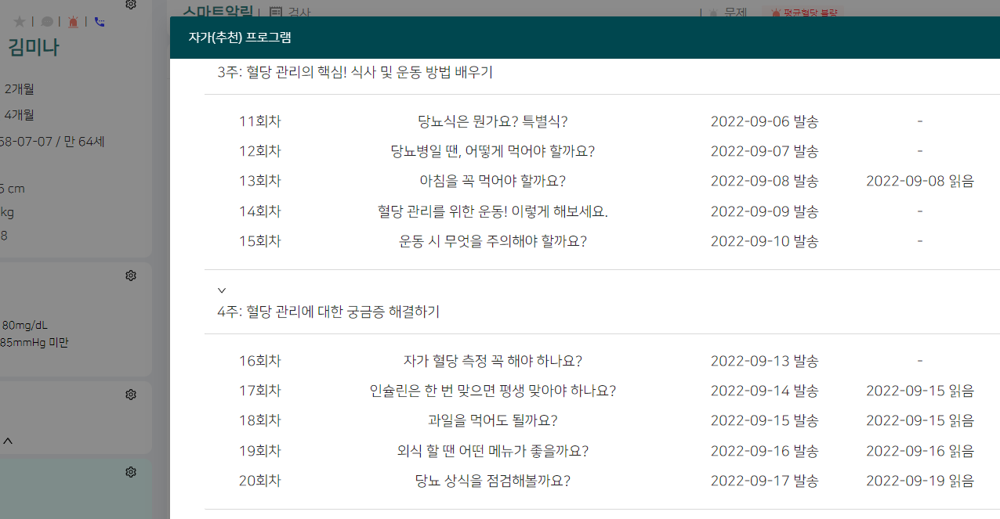 스마트알림
검사
문제
평균혈당 불량
김미나
2개월
4개월
58-07-07 / 만 64세
cm
kg
8
80mg/dL
85mmHg 미만
자가(추천) 프로그램
3주: 혈당 관리의 핵심! 식사 및 운동 방법 배우기
11회차 당뇨식은 뭔가요? 특별식? 2022-09-06 발송 -
12회차 당뇨병일 땐, 어떻게 먹어야 할까요? 2022-09-07 발송 -
13회차 아침을 꼭 먹어야 할까요? 2022-09-08 발송 2022-09-08 읽음
14회차 혈당 관리를 위한 운동! 이렇게 해보세요. 2022-09-09 발송 -
15회차 운동 시 무엇을 주의해야 할까요? 2022-09-10 발송 -
4주: 혈당 관리에 대한 궁금증 해결하기
16회차 자가 혈당 측정 꼭 해야 하나요? 2022-09-13 발송 -
17회차 인슐린은 한 번 맞으면 평생 맞아야 하나요? 2022-09-14 발송 2022-09-15 읽음
18회차 과일을 먹어도 될까요? 2022-09-15 발송 2022-09-15 읽음
19회차 외식 할 땐 어떤 메뉴가 좋을까요? 2022-09-16 발송 2022-09-16 읽음
20회차 당뇨 상식을 점검해볼까요? 2022-09-17 발송 2022-09-19 읽음